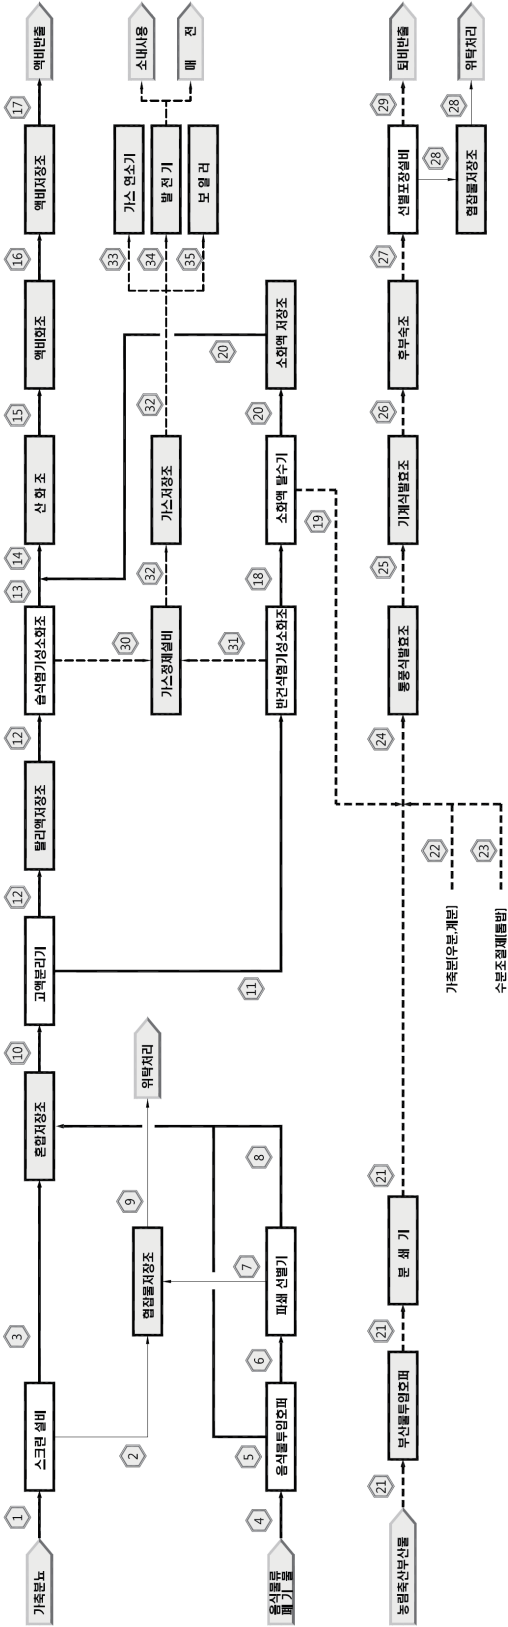 가축분뇨
1
스크린 설비
3
혼합저장조
10
고액분리기
12
탈리액저장조
12
습식혐기성소화조
13
14
산 화 조
15
액비화조
16
액비저장조
17
액비반출
2
협잡물저장조
9
위탁처리
30
가스정제설비
32
가스저장조
32
33
34
35
가스 연소기
발 전 기
보 일 러
소내사용
매 전
음식물류
폐 기 물
4
음식물투입호퍼
5
6
파쇄 선별기
7
8
11
반건식혐기성소화조
31
18
소화액 탈수기
20
소화액 저장조
20
19
농림축산부산물
21
부산물투입호퍼
21
분 쇄 기
21
24
통풍식발효조
25
기계식발효조
26
후부숙조
27
선별포장설비
29
퇴비반출
28
협잡물저장조
28
위탁처리
가축분(우분,계분)
22
수분조절제(톱밥)
23